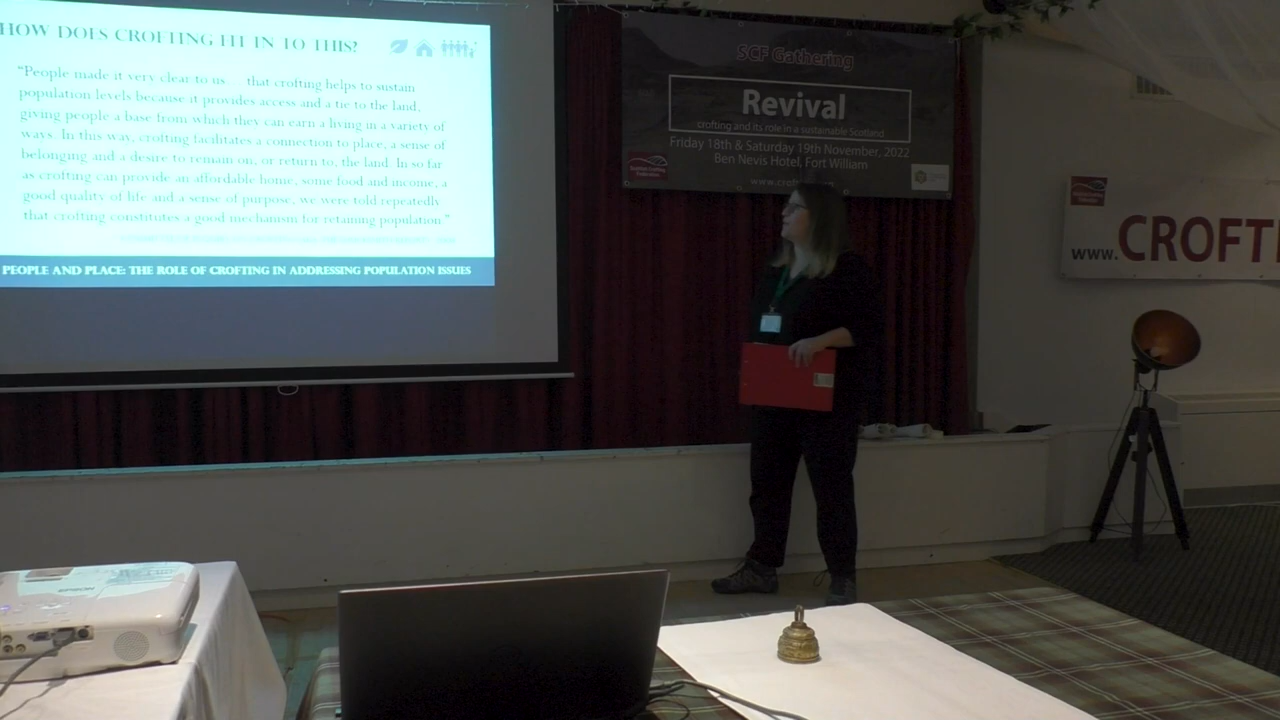 HOW DOES CROFTING FIT IN TO THIS?
"People made it very clear to us ... that crofting helps to sustain
population levels because it provides access and a tie to the land,
giving people a base from which they can earn a living in a variety of
ways. In this way, crofting facilitates a connection to place, a sense of
belonging and a desire to remain on, or return to, the land. In so far
as crofting can provide an affordable home, some food and income, a
good quality of life and a sense of purpose, we were told repeatedly
that crofting constitutes a good mechanism for retaining population."
PEOPLE AND PLACE: THE ROLE OF CROFTING IN ADDRESSING POPULATION ISSUES
SCF Gathering
Revival
crofting and its role in a sustainable Scotland
Friday 18th & Saturday 19th November, 2022
Ben Nevis Hotel, Fort William
www.crofti
Scottish Crofting
Federation
www.CROFTI
EPSON